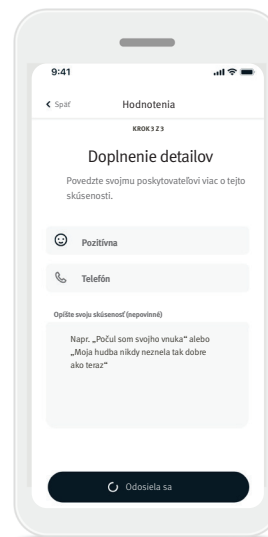 9:41
Späť
Hodnotenia
KROK 3 Z 3
Doplnenie detailov
Povedzte svojmu poskytovateľovi viac o tejto
skúsenosti.
Pozitívna
Telefón
Opíšte svoju skúsenosť (nepovinné)
Napr. „Počul som svojho vnuka“ alebo
„Moja hudba nikdy neznela tak dobre
ako teraz“
Odosiela sa